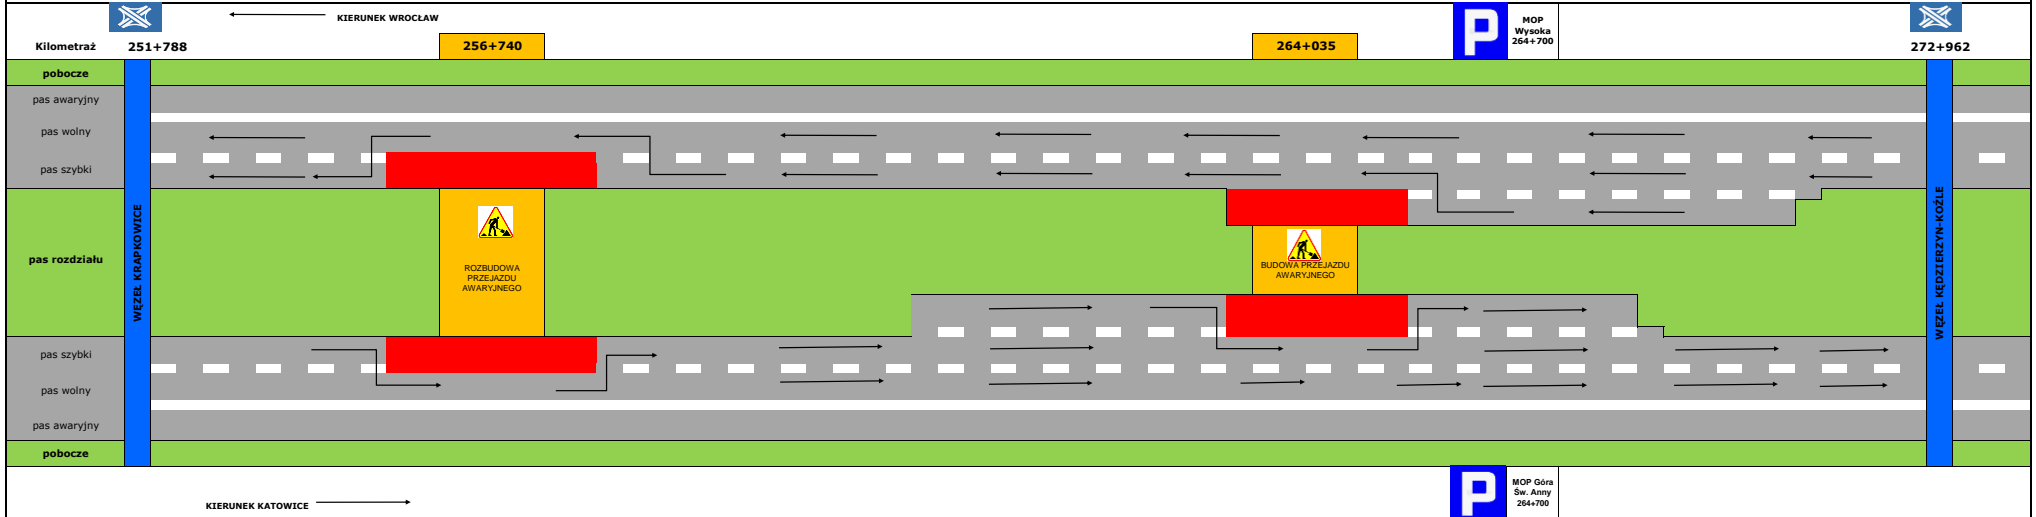 KIERUNEK WROCŁAW
MOP
Wysoka
264+700
Kilometraż
251+788
256+740
264+035
272+962
pobocze
pas awaryjny
pas wolny
pas szybki
pas rozdziału
WĘZEŁ KRAPKOWICE
ROZBUDOWA
PRZEJAZDU
AWARYJNEGO
BUDOWA PRZEJAZDU
AWARYJNEGO
WĘZEŁ KĘDZIERZYN-KOŹLE
pas szybki
pas wolny
pas awaryjny
pobocze
KIERUNEK KATOWICE
P
P
MOP Góra
Św. Anny
264+700